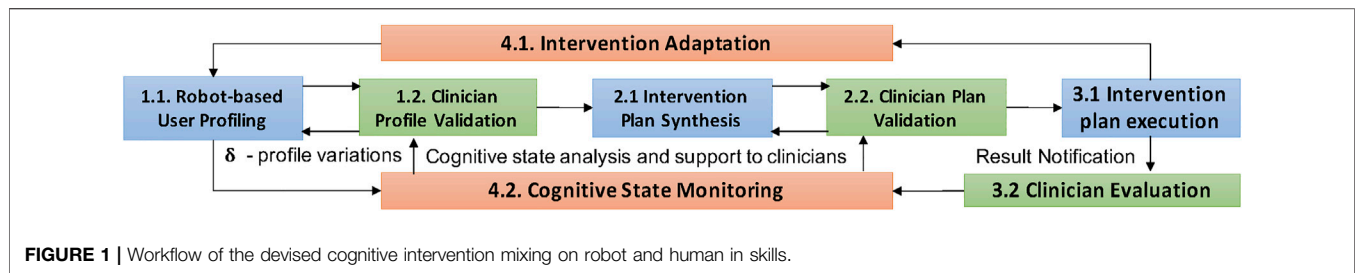 4.1. Intervention Adaptation
1.1. Robot-based
User Profiling
1.2. Clinician
Profile Validation
2.1 Intervention
Plan Synthesis
2.2. Clinician Plan
Validation
3.1 Intervention
plan execution
δ - profile variations
Cognitive state analysis and support to clinicians
Result Notification
4.2. Cognitive State Monitoring
3.2 Clinician Evaluation
FIGURE 1 | Workflow of the devised cognitive intervention mixing on robot and human in skills.